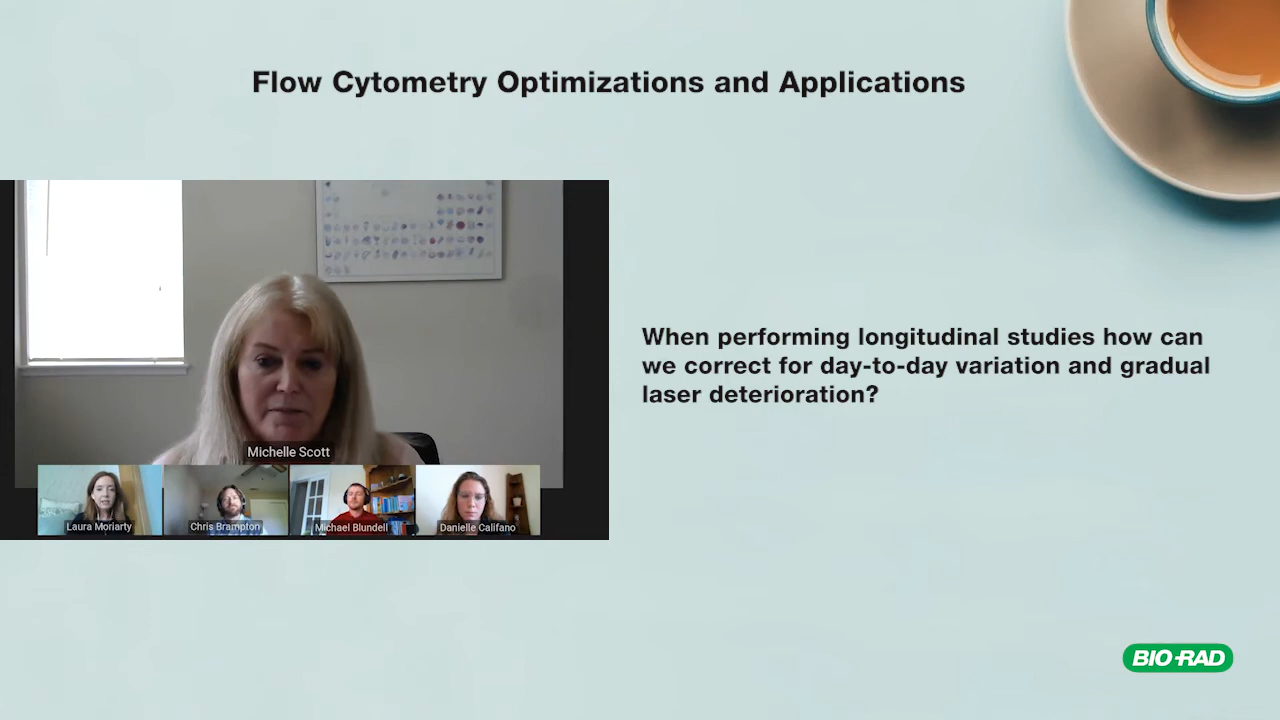 Flow Cytometry Optimizations and Applications
When performing longitudinal studies how can
we correct for day-to-day variation and gradual
laser deterioration?
Michelle Scott
Laura Moriarty
Chris Brampton
Michael Blundell
Danielle Califano
BIO-RAD